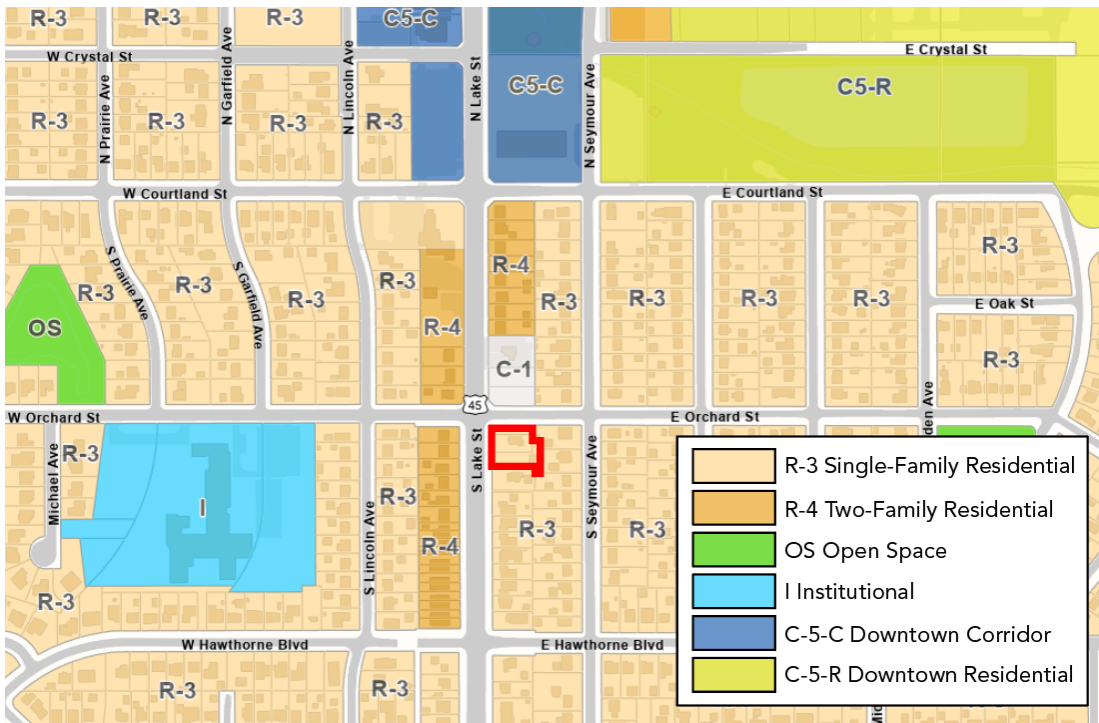 R-3
R-3
R-3
C5-C
W Crystal St
E Crystal St
N Prairie Ave
N Garfield Ave
N Lincoln Ave
N Lake St
N Seymour Ave
C5-C
C5-R
R-3
R-3
R-3
R-3
W Courtland St
E Courtland St
R-3
S Prairie Ave
R-3
S Garfield Ave
R-3
R-3
R-4
R-4
R-3
R-3
R-3
R-3
R-3
E Oak St
OS
C-1
R-3
45
W Orchard St
E Orchard St
den Ave
Michael Ave
R-3
I
S Lincoln Ave
R-3
R-4
S Lake St
R-3
S Seymour Ave
R-3
R-3
W Hawthorne Blvd
E Hawthorne Blvd
R-3
R-3
R-3 Single-Family Residential
R-4 Two-Family Residential
OS Open Space
I Institutional
C-5-C Downtown Corridor
C-5-R Downtown Residential